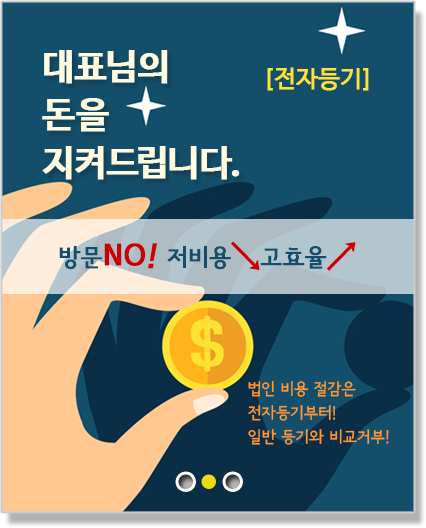 대표님의
돈을
지켜드립니다.
[전자등기]
방문NO! 저비용↘고효율↗
$
법인 비용 절감은
전자등기부터!
일반 등기와 비교거부!